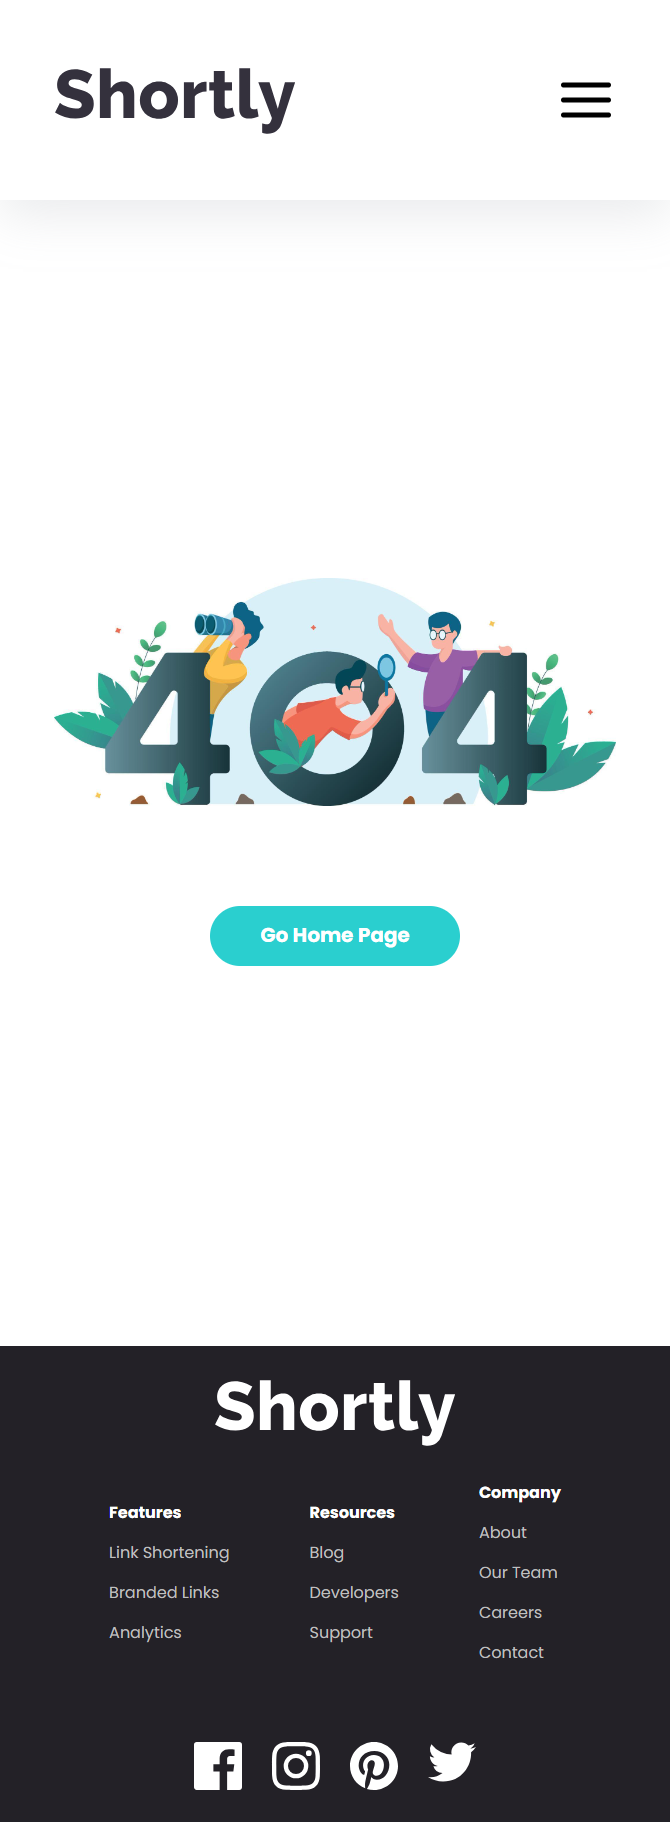 Shortly
404
Go Home Page
Shortly
Features
Link Shortening
Branded Links
Analytics
Resources
Blog
Developers
Support
Company
About
Our Team
Careers
Contact